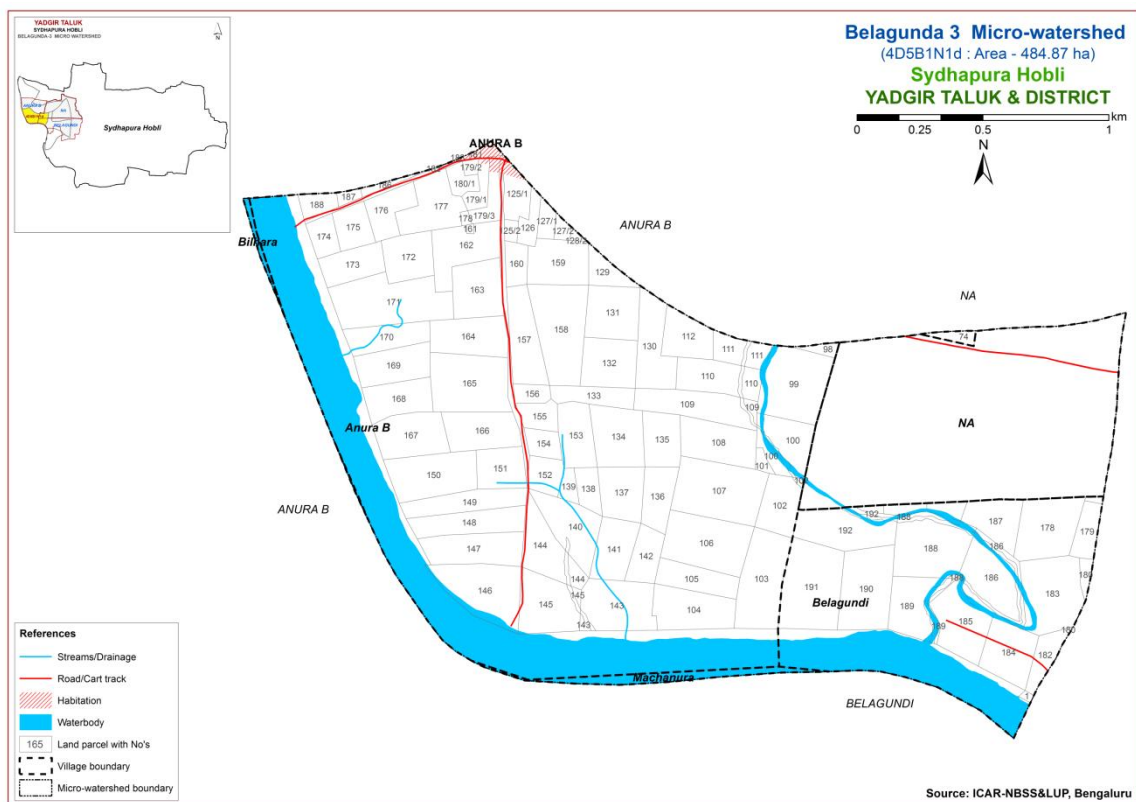 YADGIR TALUK
SYDHAPURA HOBLI
BELAGUNDA-3 MICRO WATERSHED
N
ANURA B
NA
BELAGUNDI
Sydhapura Hobli
Belagunda 3 Micro-watershed
(4D5B1N1d : Area - 484.87 ha)
Sydhapura Hobli
YADGIR TALUK & DISTRICT
km
0 0.25 0.5 1
N
ANURA B
179/2
186
180/1
125/1
188 187 179/1
176 177 178 179/3
127/1
174 175 161 125/2 126 127/2
128/2
ANURA B
Bilhara
162
172 160 159
173 129
NA
171 163
131
74
170 164 157 158 130 112 111 111 98
169 132
110 110 99
165
168 156 133 109 109
155
Anura B
167 166 154 153 134 135 108 100 NA
100
101
150 151 152
139 138 137 136 107
102
149
ANURA B
148 140 192 192 188 187 178 179
147 144 141 142 106 188 186
105 103 191 190 186 183 180
144
146 145 145 143 104 Belagundi 189 188
143 189 185 180
184 182
Machanura
1
BELAGUNDI
References
Streams/Drainage
Road/Cart track
Habitation
Waterbody
165 Land parcel with No's
Village boundary
Micro-watershed boundary
Source: ICAR-NBSS&LUP, Bengaluru